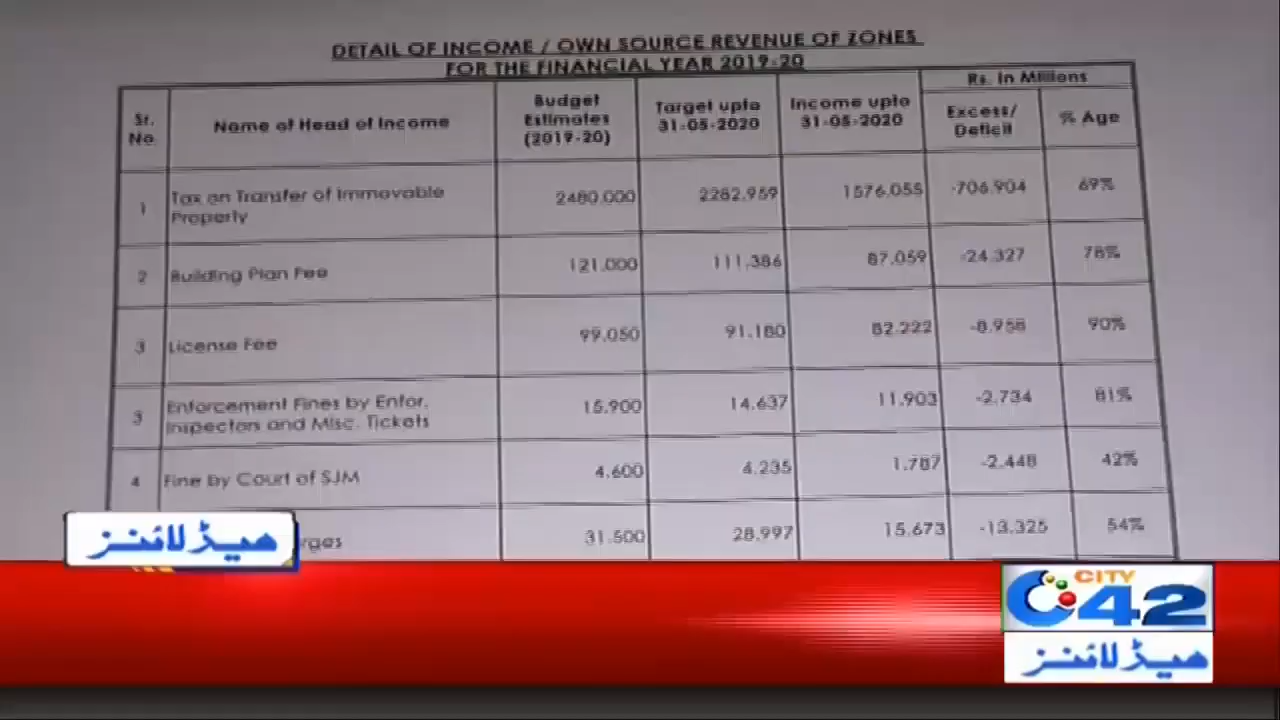 DETAIL OF INCOME / OWN SOURCE REVENUE OF ZONES
FOR THE FINANCIAL YEAR 2019-20
Rs. in Millions
Sr. No. Name of Head of Income Budget Estimates (2019-20) Target upto 31-05-2020 Income upto 31-05-2020 Excess/ Deficit % Age
1 Tax on Transfer of Immovable Property 2480.000 2282.959 1576.055 -706.904 69%
2 Building Plan Fee 121.000 111.386 87.059 -24.327 78%
3 License Fee 99.050 91.180 82.222 -8.958 90%
3 Enforcement Fines by Enfor. Inspectors and Misc. Tickets 15.900 14.637 11.903 -2.734 81%
4 Fine by Court of SJM 4.600 4.235 1.787 -2.448 42%
rges 31.500 28.997 15.673 -13.325 54%
ھیڈلائنز
CITY
42
ھیڈلائنز